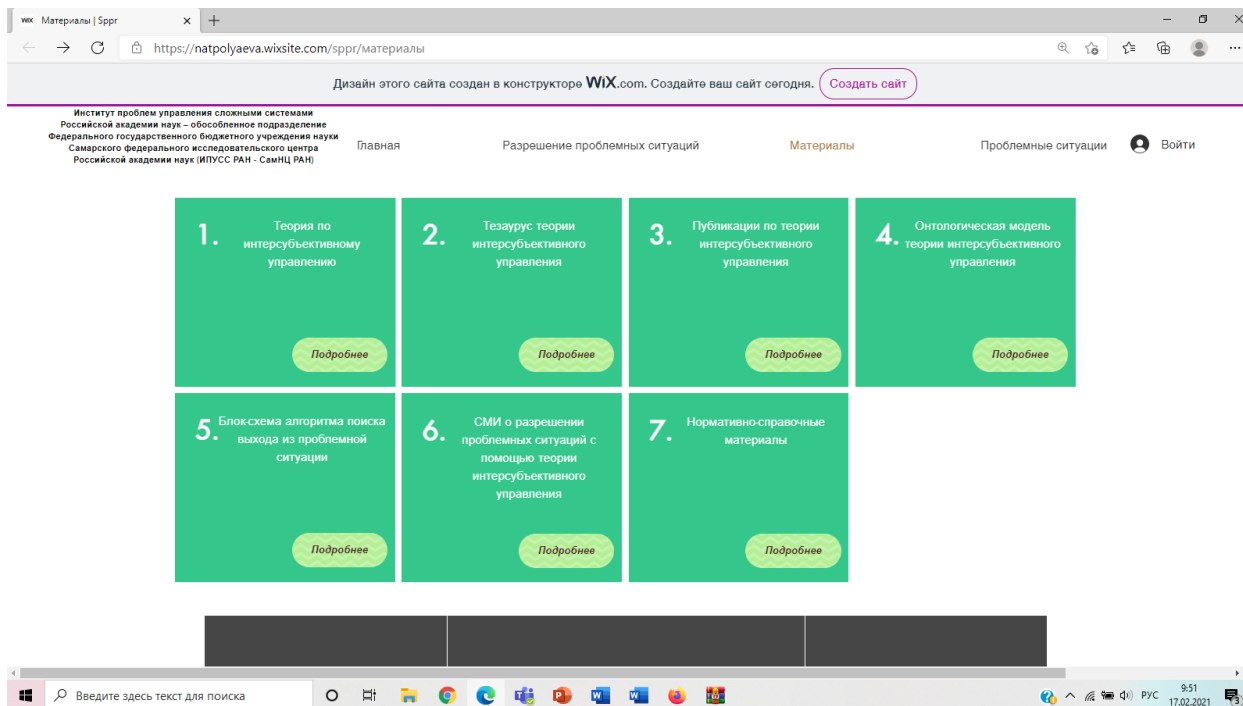 WIX Материалы | Sppr
https://natpolyaeva.wixsite.com/sppr/материалы
Дизайн этого сайта создан в конструкторе WiX.com. Создайте ваш сайт сегодня. Создать сайт
Институт проблем управления сложными системами
Российской академии наук – обособленное подразделение
Федерального государственного бюджетного учреждения науки
Самарского федерального исследовательского центра
Российской академии наук (ИПУСС РАН - СамНЦ РАН)
Главная
Разрешение проблемных ситуаций
Материалы
Проблемные ситуации
Войти
1.
Теория по
интерсубъективному
управлению
Подробнее
2.
Тезаурус теории
интерсубъективного
управления
Подробнее
3.
Публикации по теории
интерсубъективного
управления
Подробнее
4.
Онтологическая модель
теории интерсубъективного
управления
Подробнее
5.
Блок-схема алгоритма поиска
выхода из проблемной
ситуации
Подробнее
6.
СМИ о разрешении
проблемных ситуаций с
помощью теории
интерсубъективного
управления
Подробнее
7.
Нормативно-справочные
материалы
Подробнее
Введите здесь текст для поиска
РУС
9:51
17.02.2021
3